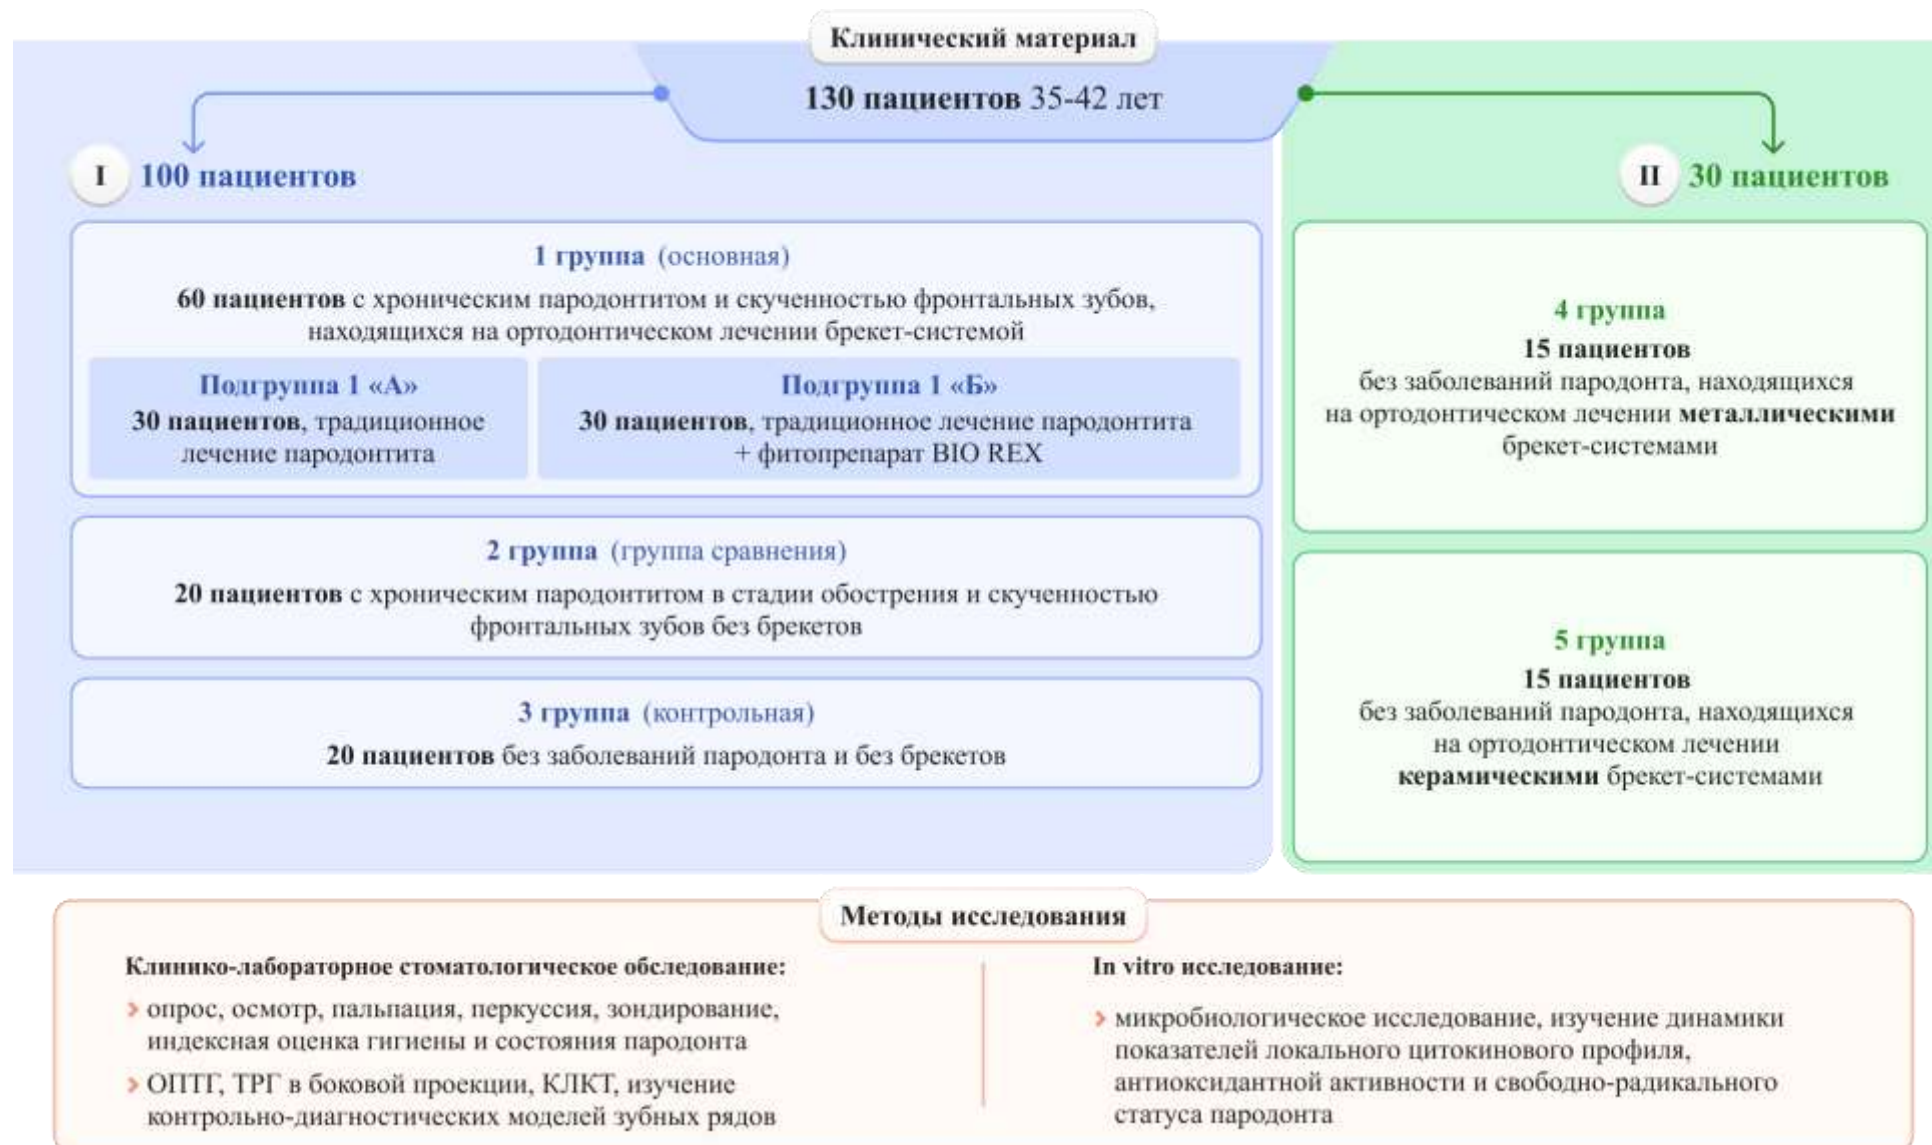 Клинический материал
130 пациентов 35-42 лет
I 100 пациентов
1 группа (основная)
60 пациентов с хроническим пародонтитом и скученностью фронтальных зубов,
находящихся на ортодонтическом лечении брекет-системой
Подгруппа 1 «А»
30 пациентов, традиционное
лечение пародонтита
Подгруппа 1 «Б»
30 пациентов, традиционное лечение пародонтита
+ фитопрепарат BIO REX
2 группа (группа сравнения)
20 пациентов с хроническим пародонтитом в стадии обострения и скученностью
фронтальных зубов без брекетов
3 группа (контрольная)
20 пациентов без заболеваний пародонта и без брекетов
II 30 пациентов
4 группа
15 пациентов
без заболеваний пародонта, находящихся
на ортодонтическом лечении металлическими
брекет-системами
5 группа
15 пациентов
без заболеваний пародонта, находящихся
на ортодонтическом лечении
керамическими брекет-системами
Методы исследования
Клинико-лабораторное стоматологическое обследование:
опрос, осмотр, пальпация, перкуссия, зондирование,
индексная оценка гигиены и состояния пародонта
ОПТГ, ТРГ в боковой проекции, КЛКТ, изучение
контрольно-диагностических моделей зубных рядов
In vitro исследование:
микробиологическое исследование, изучение динамики
показателей локального цитокинового профиля,
антиоксидантной активности и свободно-радикального
статуса пародонта